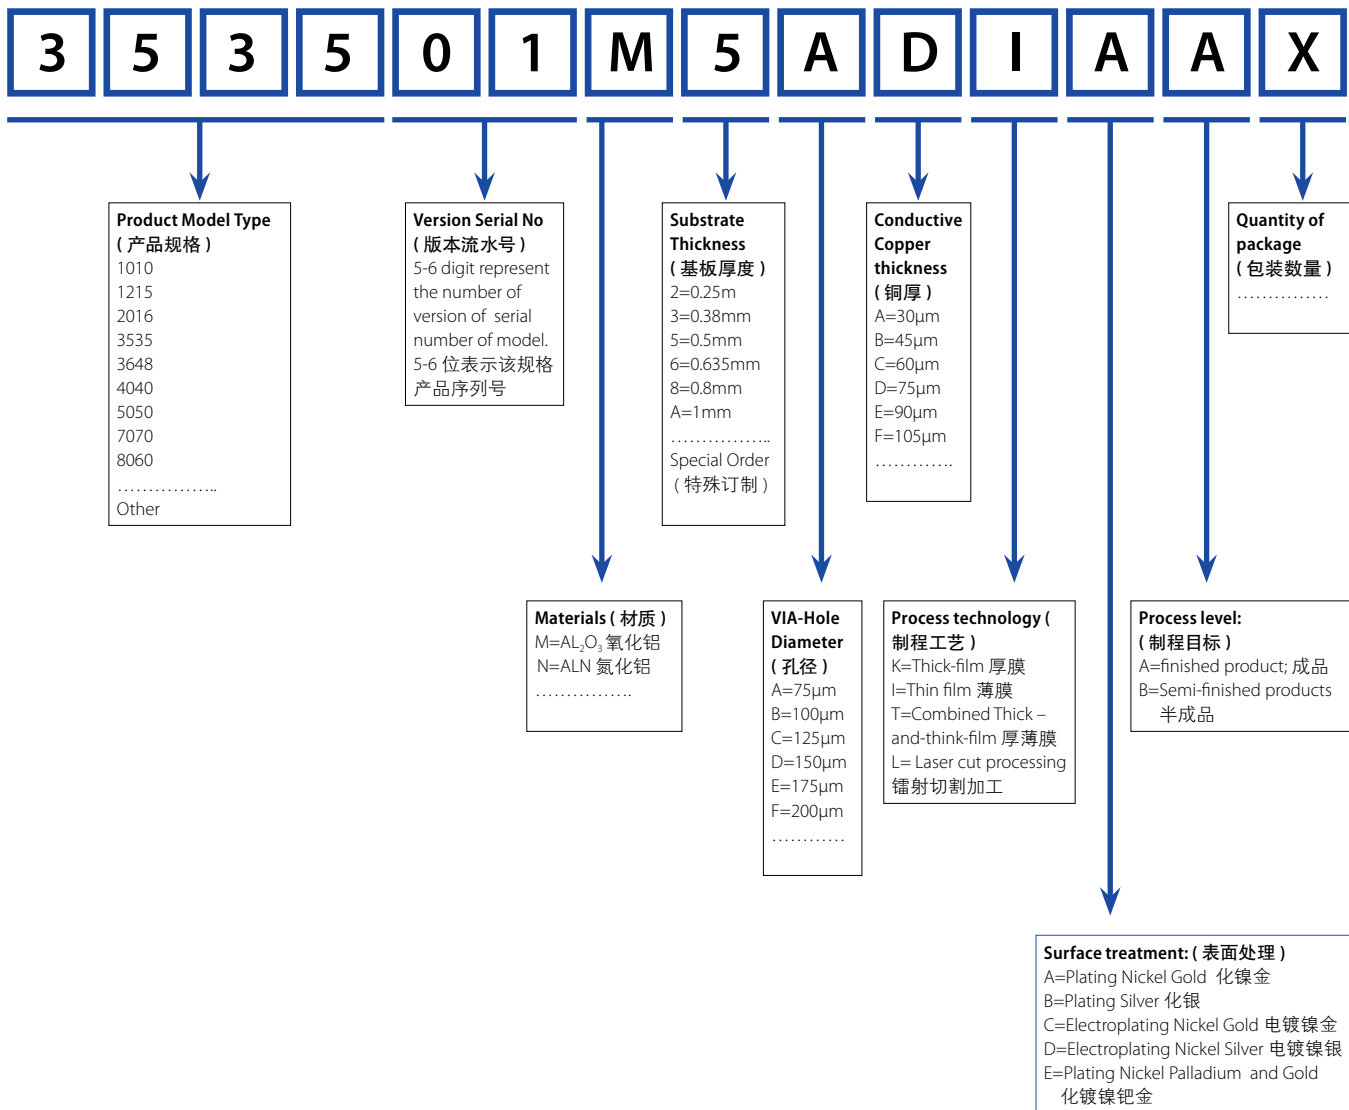 3 5 3 5 0 1 M 5 A D I A A X
Product Model Type
( 产品规格 )
1010
1215
2016
3535
3648
4040
5050
7070
8060
……………..
Other
Version Serial No
( 版本流水号 )
5-6 digit represent
the number of
version of serial
number of model.
5-6 位表示该规格
产品序列号
Substrate
Thickness
( 基板厚度 )
2=0.25m
3=0.38mm
5=0.5mm
6=0.635mm
8=0.8mm
A=1mm
……………..
Special Order
( 特殊订制 )
Conductive
Copper
thickness
( 铜厚 )
A=30μm
B=45μm
C=60μm
D=75μm
E=90μm
F=105μm
………….
Quantity of
package
( 包装数量 )
……………
Materials ( 材质 )
M=AL₂O₃ 氧化铝
N=ALN 氮化铝
…………….
VIA-Hole
Diameter
( 孔径 )
A=75μm
B=100μm
C=125μm
D=150μm
E=175μm
F=200μm
…………
Process technology (
制程工艺 )
K=Thick-film 厚膜
I=Thin film 薄膜
T=Combined Thick –
and-think-film 厚薄膜
L= Laser cut processing
镭射切割加工
Process level:
( 制程目标 )
A=finished product; 成品
B=Semi-finished products
半成品
Surface treatment: ( 表面处理 )
A=Plating Nickel Gold 化镍金
B=Plating Silver 化银
C=Electroplating Nickel Gold 电镀镍金
D=Electroplating Nickel Silver 电镀镍银
E=Plating Nickel Palladium and Gold
化镀镍钯金